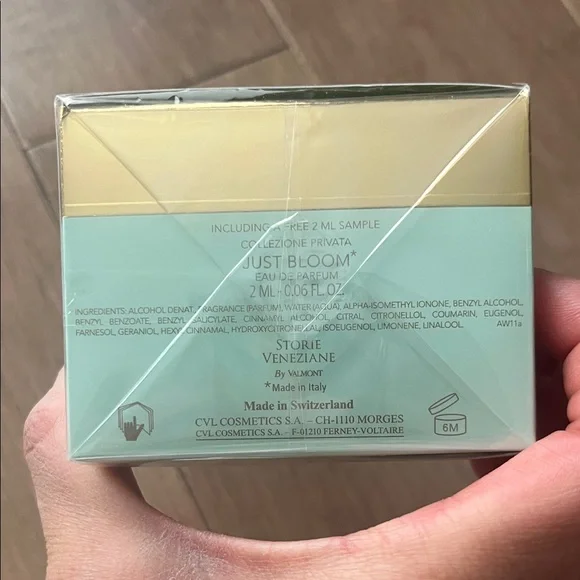 INCLUDING A FREE 2 ML SAMPLE
COLLEZIONE PRIVATA
JUST BLOOM*
EAU DE PARFUM
2 ML - 0.06 FL.OZ.
INGREDIENTS: ALCOHOL DENAT, FRAGRANCE (PARFUM), WATER (AQUA), ALPHA-ISOMETHYL IONONE, BENZYL ALCOHOL,
BENZYL BENZOATE, BENZYL SALICYLATE, CINNAMYL ALCOHOL, CITRAL, CITRONELLOL, COUMARIN, EUGENOL,
FARNESOL, GERANIOL, HEXYL CINNAMAL, HYDROXYCITRONELLAL, ISOEUGENOL, LIMONENE, LINALOOL. AW11a
STORIE
VENEZIANE
By VALMONT
*Made in Italy
Made in Switzerland
CVL COSMETICS S.A. – CH-1110 MORGES
CVL COSMETICS S.A. – F-01210 FERNEY-VOLTAIRE
6M